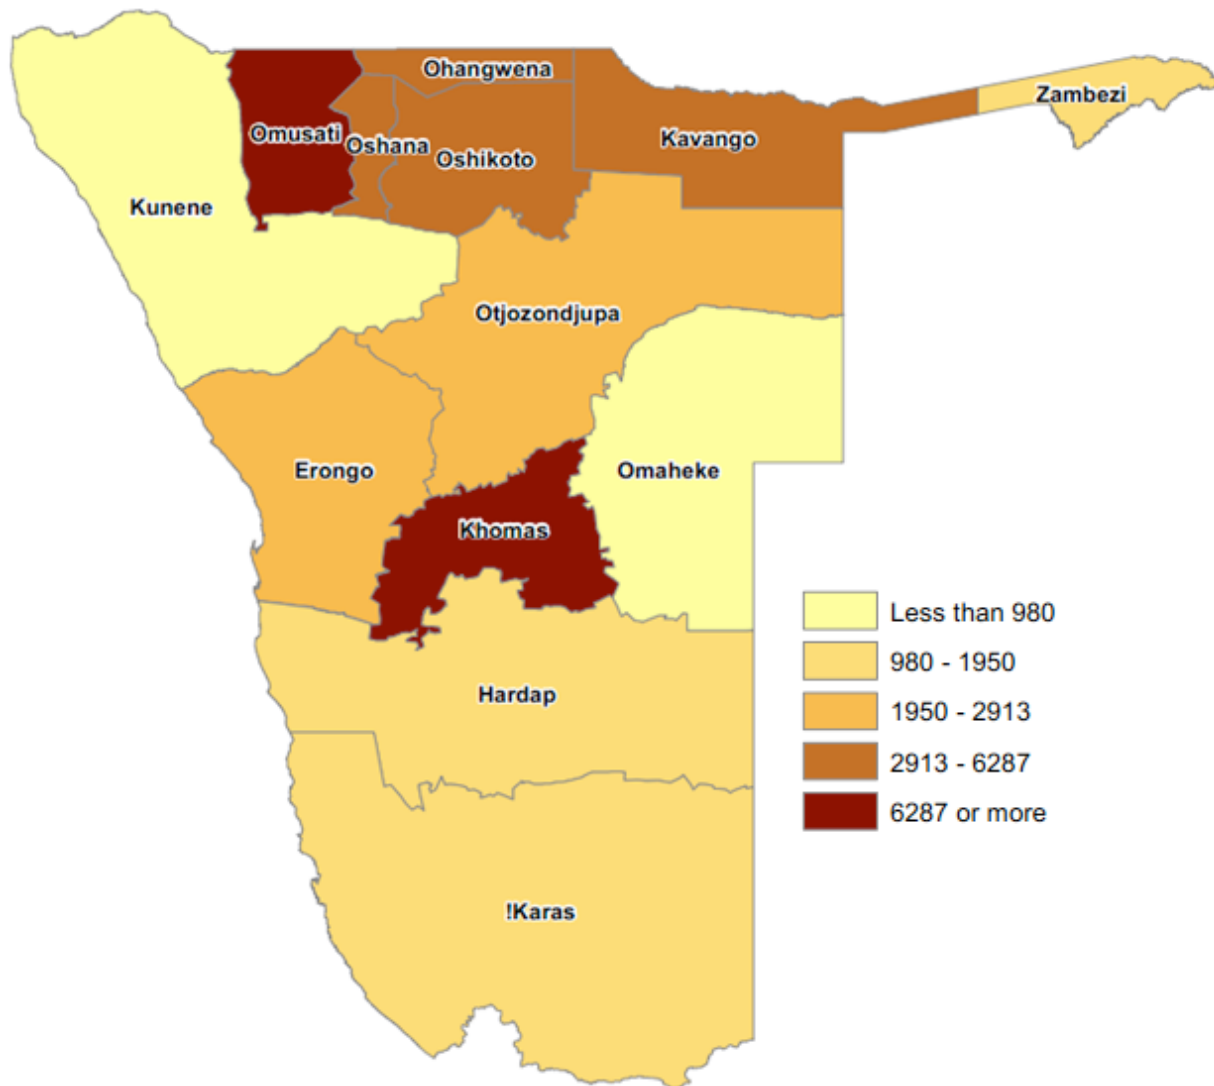 Ohangwena
Zambezi
Omusati
Oshana
Oshikoto
Kavango
Kunene
Otjozondjupa
Erongo
Omaheke
Khomas
Hardap
!Karas
Less than 980
980 - 1950
1950 - 2913
2913 - 6287
6287 or more